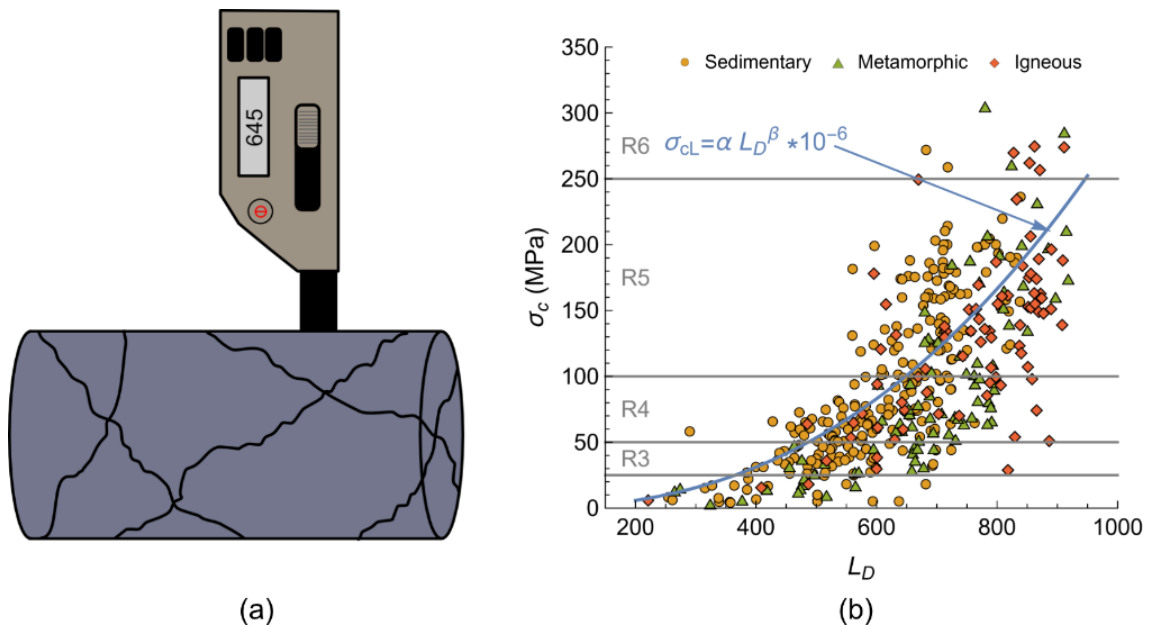 645
350
300
250
200
150
100
50
0
σc (MPa)
Sedimentary Metamorphic Igneous
R6
σcL=α LD^β *10^-6
R5
R4
R3
200 400 600 800 1000
LD
(a) (b)